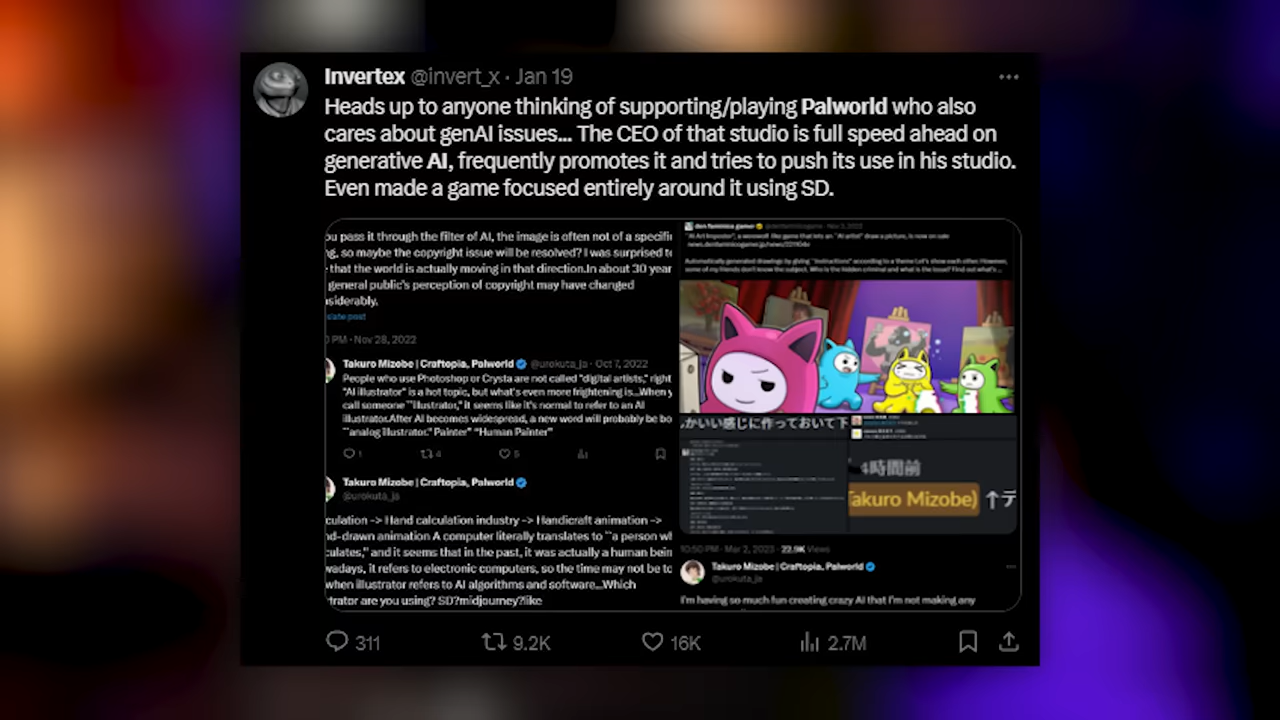 Invertex @invert_x · Jan 19
Heads up to anyone thinking of supporting/playing Palworld who also
cares about genAI issues... The CEO of that studio is full speed ahead on
generative AI, frequently promotes it and tries to push its use in his studio.
Even made a game focused entirely around it using SD.
ou pass it through the filter of AI, the image is often not of a specifi
ng, so maybe the copyright issue will be resolved? I was surprised to
that the world is actually moving in that direction.In about 30 year
general public's perception of copyright may have changed
nsiderably.
slate post
PM · Nov 28, 2022
Takuro Mizobe | Craftopia, Palworld @urokuta_ja · Oct 7, 2022
People who use Photoshop or Crysta are not called "digital artists," right
"AI illustrator" is a hot topic, but what's even more frightening is...When y
call someone ``illustrator,'' it seems like it's normal to refer to an AI
illustrator.After AI becomes widespread, a new word will probably be bo
``analog illustrator." Painter" "Human Painter"
1 4 5
Takuro Mizobe | Craftopia, Palworld
@urokuta_ja
culation -> Hand calculation industry -> Handicraft animation ->
nd-drawn animation A computer literally translates to ``a person wh
culates," and it seems that in the past, it was actually a human bein
wadays, it refers to electronic computers, so the time may not be to
when illustrator refers to AI algorithms and software...Which
trator are you using? SD?midjourney?like
den faminico gamer @denfaminicogame · Nov 3, 2022
"AI Art Impostor", a werewolf-like game that lets an "AI artist" draw a picture, is now on sale
news.denfaminicogamer.jp/news/
Automatically generated drawings by giving "instructions" according to a theme Let's show each other. However,
some of my friends don't know the subject. Who is the hidden criminal and what is the issue? Find out what's ...
かいい感じに作っておいて下
4時間前
Takuro Mizobe) ↑デ
10:50 PM · Mar 2, 2023 · 22.9K Views
Takuro Mizobe | Craftopia, Palworld
@urokuta_ja
I'm having so much fun creating crazy AI that I'm not making any
311 9.2K 16K 2.7M